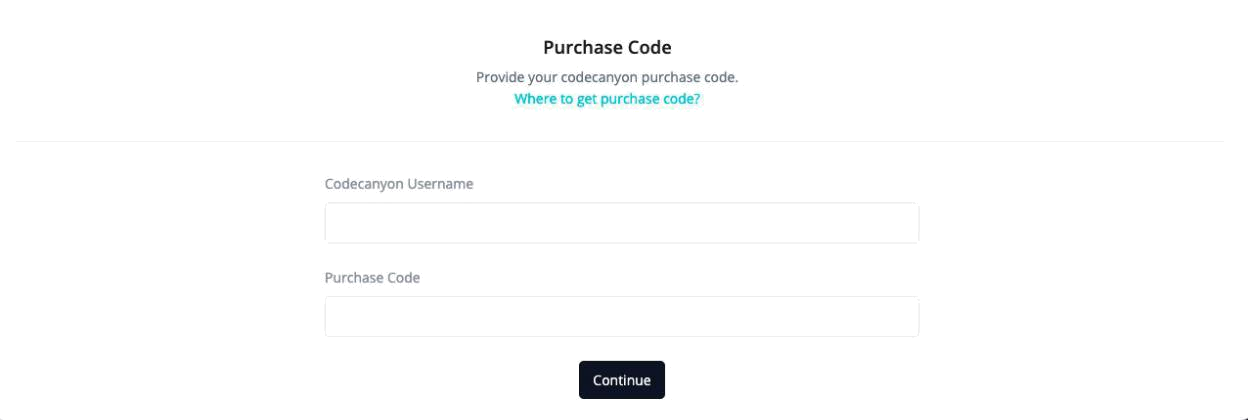 Purchase Code
Provide your codecanyon purchase code.
Where to get purchase code?
Codecanyon Username
Purchase Code
Continue